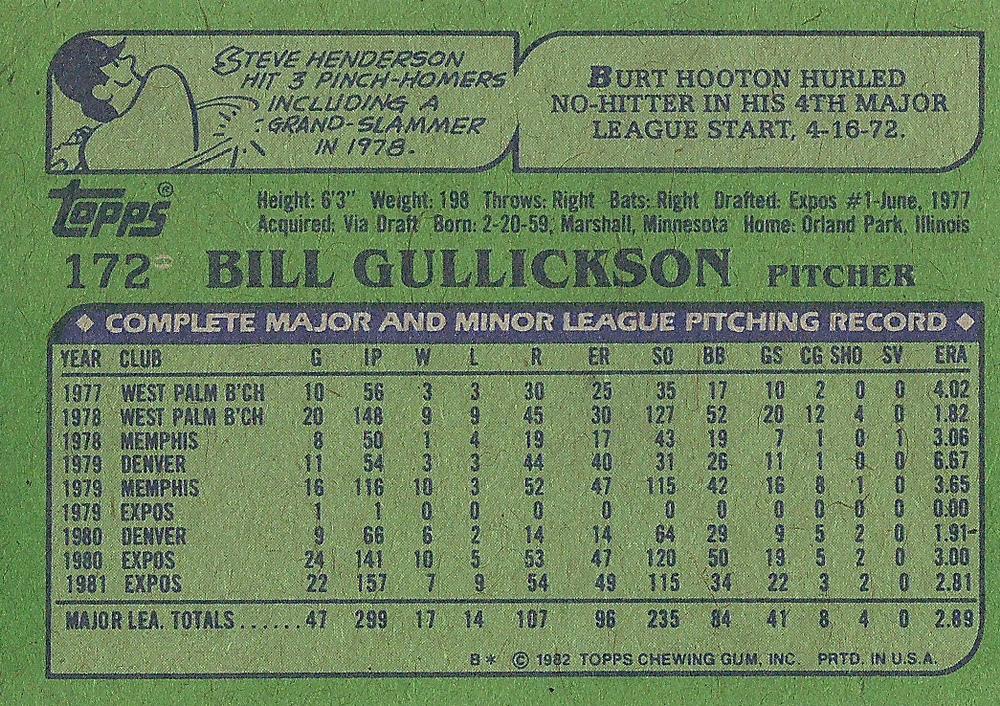 STEVE HENDERSON
HIT 3 PINCH-HOMERS
INCLUDING A
GRAND-SLAMMER
IN 1978.
BURT HOOTON HURLED
NO-HITTER IN HIS 4TH MAJOR
LEAGUE START, 4-16-72.
Topps®
Height: 6'3" Weight: 198 Throws: Right Bats: Right Drafted: Expos #1-June, 1977
Acquired: Via Draft Born: 2-20-59, Marshall, Minnesota Home: Orland Park, Illinois
172 BILL GULLICKSON PITCHER
◆ COMPLETE MAJOR AND MINOR LEAGUE PITCHING RECORD ◆
YEAR CLUB G IP W L R ER SO BB GS CG SHO SV ERA
1977 WEST PALM B'CH 10 56 3 3 30 25 35 17 10 2 0 0 4.02
1978 WEST PALM B'CH 20 148 9 9 45 30 127 52 20 12 4 0 1.82
1978 MEMPHIS 8 50 1 4 19 17 43 19 7 1 0 1 3.06
1979 DENVER 11 54 3 3 44 40 31 26 11 1 0 0 6.67
1979 MEMPHIS 16 116 10 3 52 47 115 42 16 8 1 0 3.65
1979 EXPOS 1 1 0 0 0 0 0 0 0 0 0 0 0.00
1980 DENVER 9 66 6 2 14 14 64 29 9 5 2 0 1.91
1980 EXPOS 24 141 10 5 53 47 120 50 19 5 2 0 3.00
1981 EXPOS 22 157 7 9 54 49 115 34 22 3 2 0 2.81
MAJOR LEA. TOTALS......47 299 17 14 107 96 235 84 41 8 4 0 2.89
B* © 1982 TOPPS CHEWING GUM, INC. PRTD. IN U.S.A.